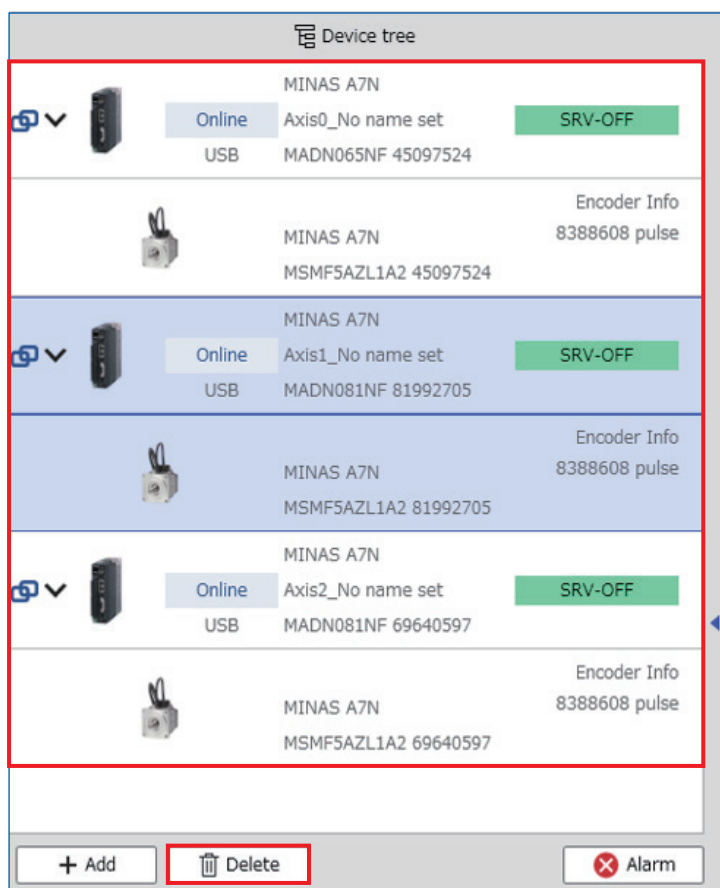 Device tree
MINAS A7N
Online Axis0_No name set SRV-OFF
USB MADN065NF 45097524
Encoder Info
MINAS A7N 8388608 pulse
MSMF5AZL1A2 45097524
MINAS A7N
Online Axis1_No name set SRV-OFF
USB MADN081NF 81992705
Encoder Info
MINAS A7N 8388608 pulse
MSMF5AZL1A2 81992705
MINAS A7N
Online Axis2_No name set SRV-OFF
USB MADN081NF 69640597
Encoder Info
MINAS A7N 8388608 pulse
MSMF5AZL1A2 69640597
+ Add Delete Alarm